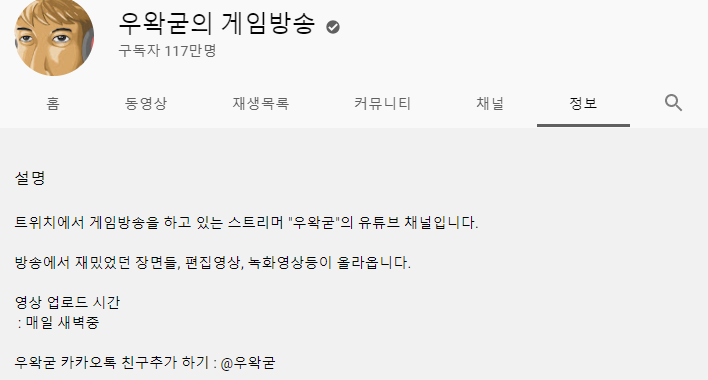 우왁굳의 게임방송
구독자 117만명
홈 동영상 재생목록 커뮤니티 채널 정보
설명
트위치에서 게임방송을 하고 있는 스트리머 "우왁굳"의 유튜브 채널입니다.
방송에서 재밌었던 장면들, 편집영상, 녹화영상등이 올라옵니다.
영상 업로드 시간
: 매일 새벽중
우왁굳 카카오톡 친구추가 하기 : @우왁굳